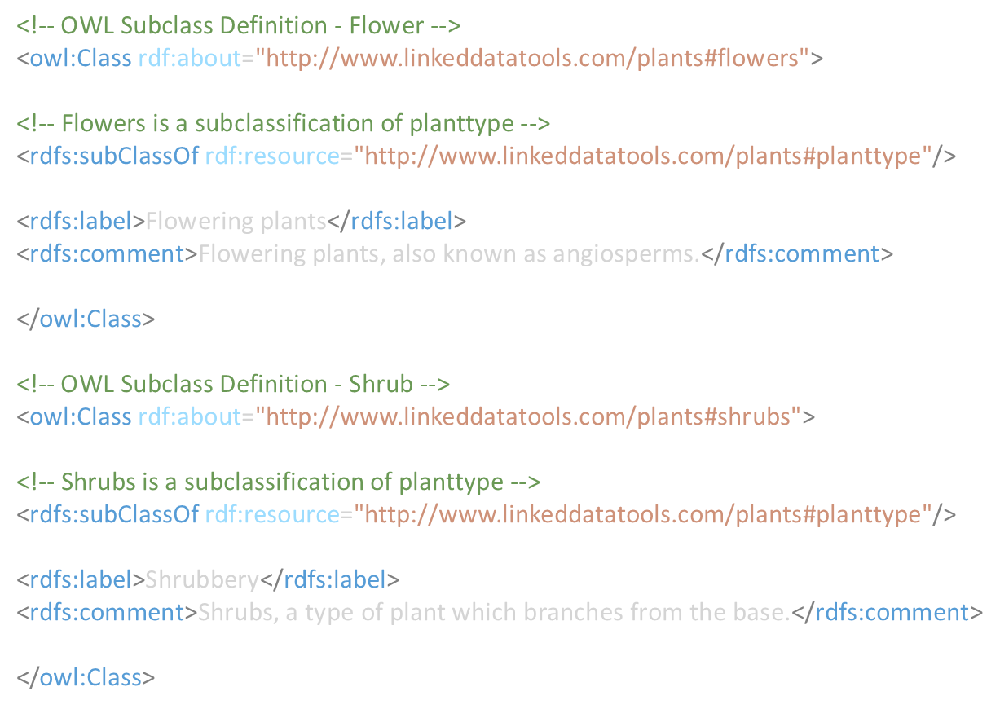 <!-- OWL Subclass Definition - Flower -->
<owl:Class rdf:about="http://www.linkeddatatools.com/plants#flowers">
<!-- Flowers is a subclassification of planttype -->
<rdfs:subClassOf rdf:resource="http://www.linkeddatatools.com/plants#planttype"/>
<rdfs:label>Flowering plants</rdfs:label>
<rdfs:comment>Flowering plants, also known as angiosperms.</rdfs:comment>
</owl:Class>
<!-- OWL Subclass Definition - Shrub -->
<owl:Class rdf:about="http://www.linkeddatatools.com/plants#shrubs">
<!-- Shrubs is a subclassification of planttype -->
<rdfs:subClassOf rdf:resource="http://www.linkeddatatools.com/plants#planttype"/>
<rdfs:label>Shrubbery</rdfs:label>
<rdfs:comment>Shrubs, a type of plant which branches from the base.</rdfs:comment>
</owl:Class>